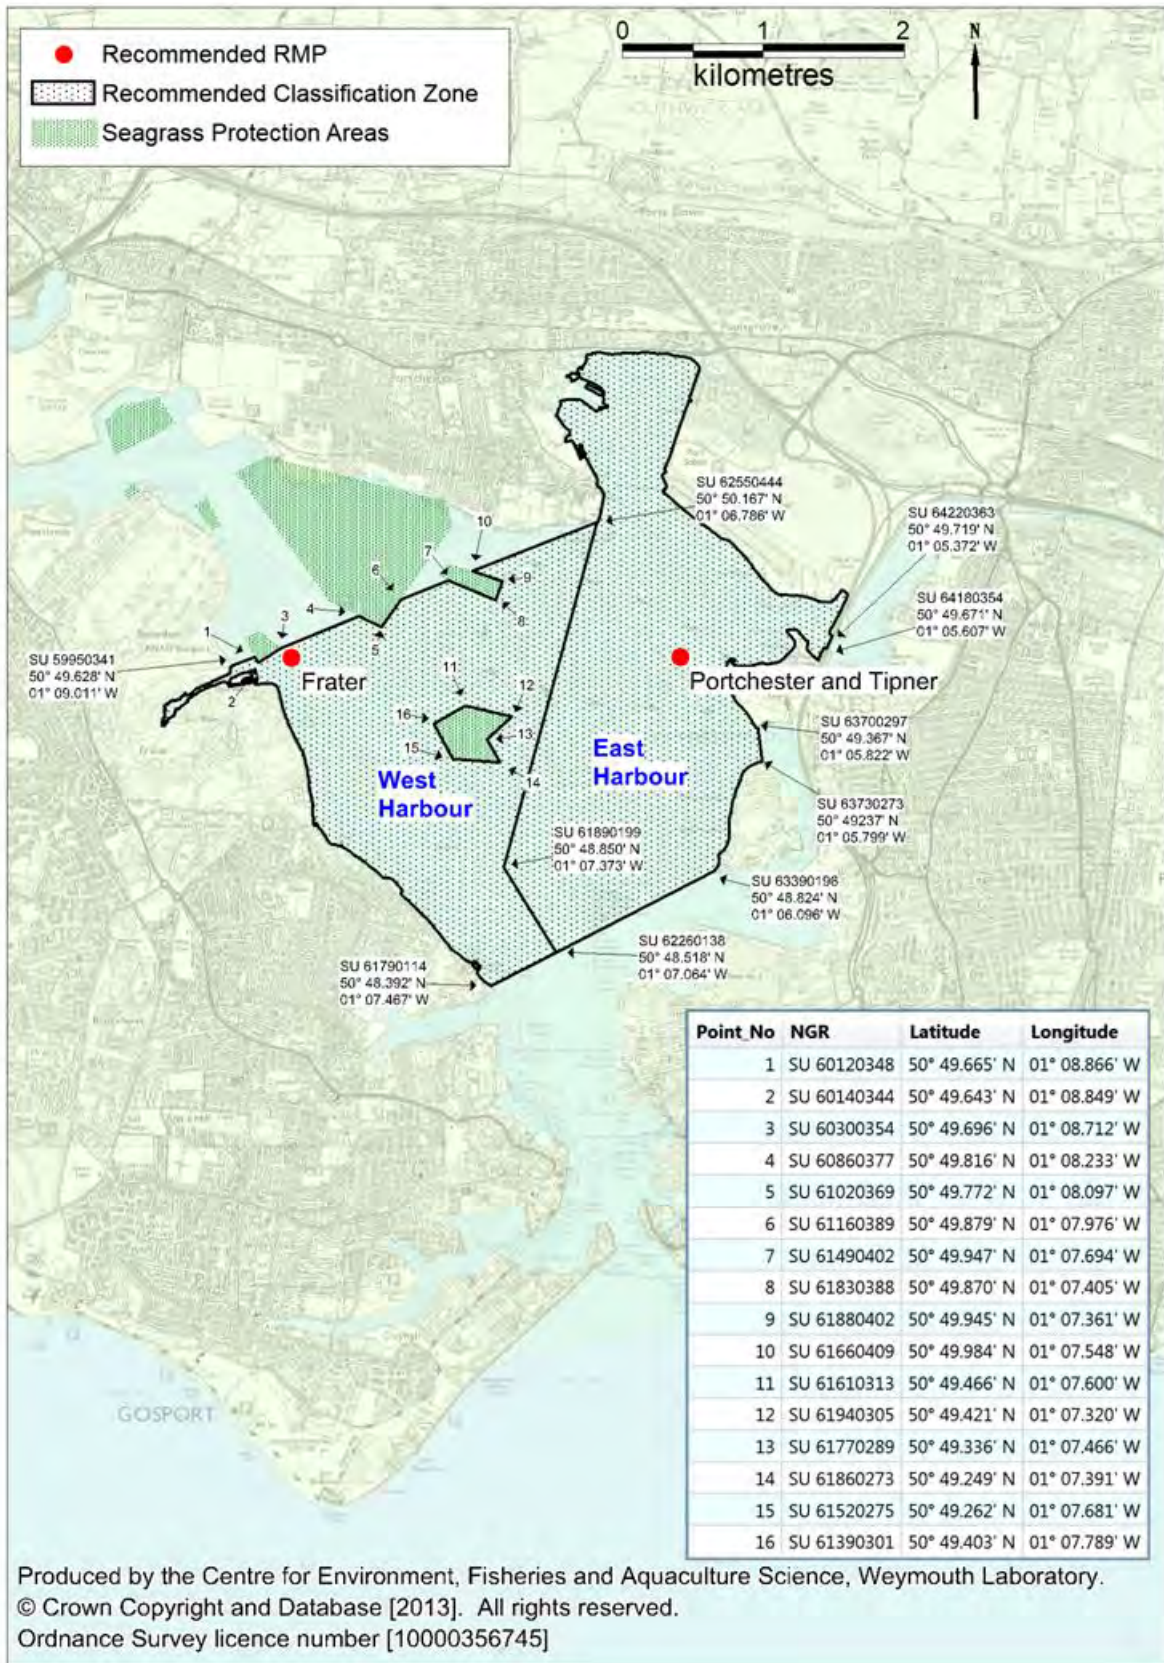 Recommended RMP
Recommended Classification Zone
Seagrass Protection Areas
0 1 2
kilometres
N
SU 62550444
50° 50.167' N
01° 06.786' W
SU 64220363
50° 49.719' N
01° 05.372' W
SU 64180354
50° 49.671' N
01° 05.607' W
10
7
9
6
8
4
5
3
1
2
SU 59950341
50° 49.628' N
01° 09.011' W
Frater
Portchester and Tipner
11
12
16
13
15
14
West
Harbour
East
Harbour
SU 63700297
50° 49.367' N
01° 05.822' W
SU 63730273
50° 49237' N
01° 05.799' W
SU 61890199
50° 48.850' N
01° 07.373' W
SU 63390198
50° 48.824' N
01° 06.096' W
SU 62260138
50° 48.518' N
01° 07.064' W
SU 61790114
50° 48.392' N
01° 07.467' W
GOSPORT
Point_No NGR Latitude Longitude
1 SU 60120348 50° 49.665' N 01° 08.866' W
2 SU 60140344 50° 49.643' N 01° 08.849' W
3 SU 60300354 50° 49.696' N 01° 08.712' W
4 SU 60860377 50° 49.816' N 01° 08.233' W
5 SU 61020369 50° 49.772' N 01° 08.097' W
6 SU 61160389 50° 49.879' N 01° 07.976' W
7 SU 61490402 50° 49.947' N 01° 07.694' W
8 SU 61830388 50° 49.870' N 01° 07.405' W
9 SU 61880402 50° 49.945' N 01° 07.361' W
10 SU 61660409 50° 49.984' N 01° 07.548' W
11 SU 61610313 50° 49.466' N 01° 07.600' W
12 SU 61940305 50° 49.421' N 01° 07.320' W
13 SU 61770289 50° 49.336' N 01° 07.466' W
14 SU 61860273 50° 49.249' N 01° 07.391' W
15 SU 61520275 50° 49.262' N 01° 07.681' W
16 SU 61390301 50° 49.403' N 01° 07.789' W
Produced by the Centre for Environment, Fisheries and Aquaculture Science, Weymouth Laboratory.
© Crown Copyright and Database [2013]. All rights reserved.
Ordnance Survey licence number [10000356745]